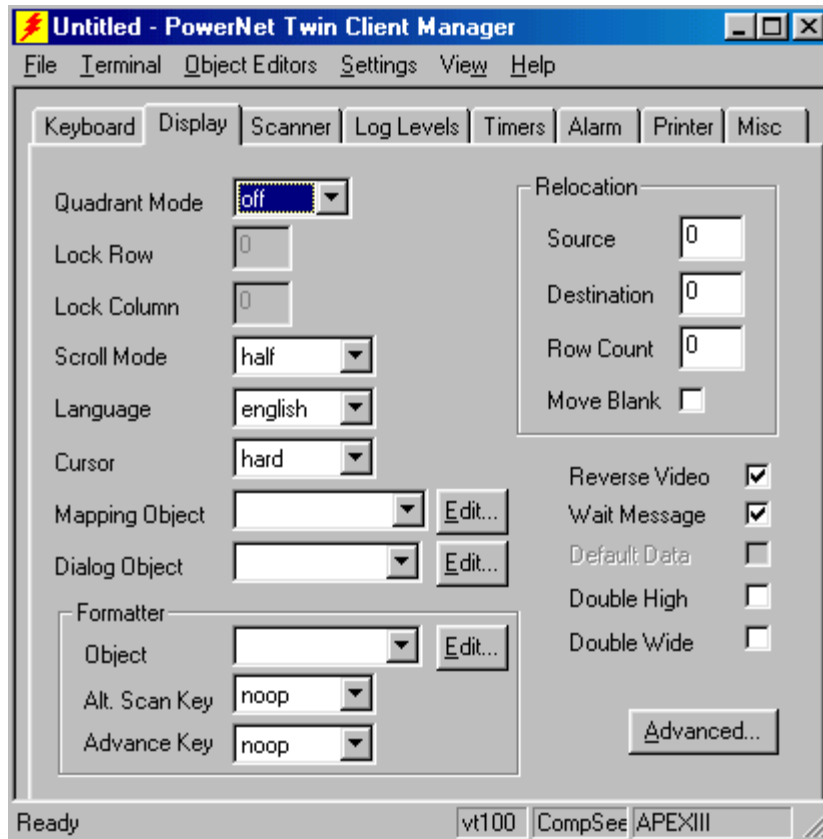 Untitled - PowerNet Twin Client Manager
File Terminal Object Editors Settings View Help
Keyboard Display Scanner Log Levels Timers Alarm Printer Misc
Quadrant Mode off
Lock Row 0
Lock Column 0
Scroll Mode half
Language english
Cursor hard
Mapping Object Edit...
Dialog Object Edit...
Formatter
Object Edit...
Alt. Scan Key noop
Advance Key noop
Relocation
Source 0
Destination 0
Row Count 0
Move Blank
Reverse Video
Wait Message
Default Data
Double High
Double Wide
Advanced...
Ready vt100 CompSee APEXIII